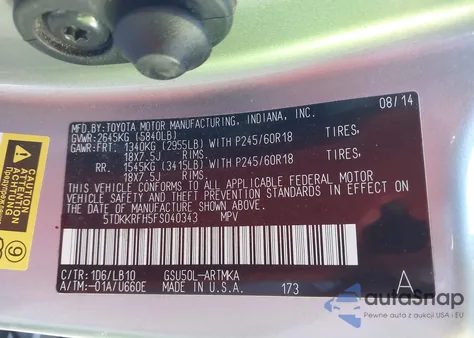 08/14
MFD.BY:TOYOTA MOTOR MANUFACTURING, INDIANA, INC.
GVWR:2645KG (5840LB)
GAWR:FRT. 1340KG (2955LB) WITH P245/60R18 TIRES,
18X7.5J RIMS.
RR. 1545KG (3415LB) WITH P245/60R18 TIRES,
18X7.5J RIMS.
THIS VEHICLE CONFORMS TO ALL APPLICABLE FEDERAL MOTOR
VEHICLE SAFETY AND THEFT PREVENTION STANDARDS IN
EFFECT ON THE DATE OF MANUFACTURE SHOWN ABOVE.
5TDKKRFH5FS040343 MPV
C/TR:1D6/LB10 GSU50L-ARTMKA A
A/TM:-01A/U660E MADE IN U.S.A. 173
autoSnap
Pewne auta z aukcji USA i EU